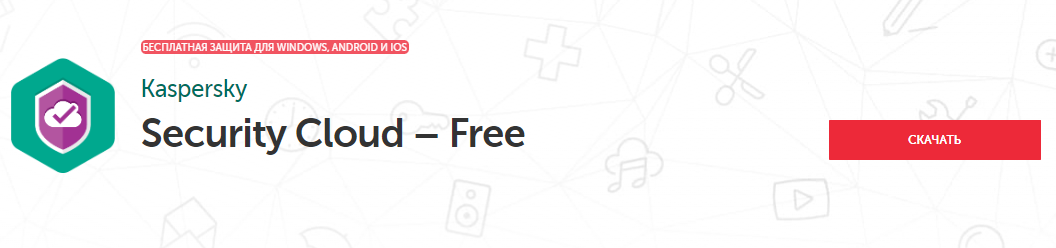 БЕСПЛАТНАЯ ЗАЩИТА ДЛЯ WINDOWS, ANDROID И IOS
Kaspersky
Security Cloud – Free
СКАЧАТЬ